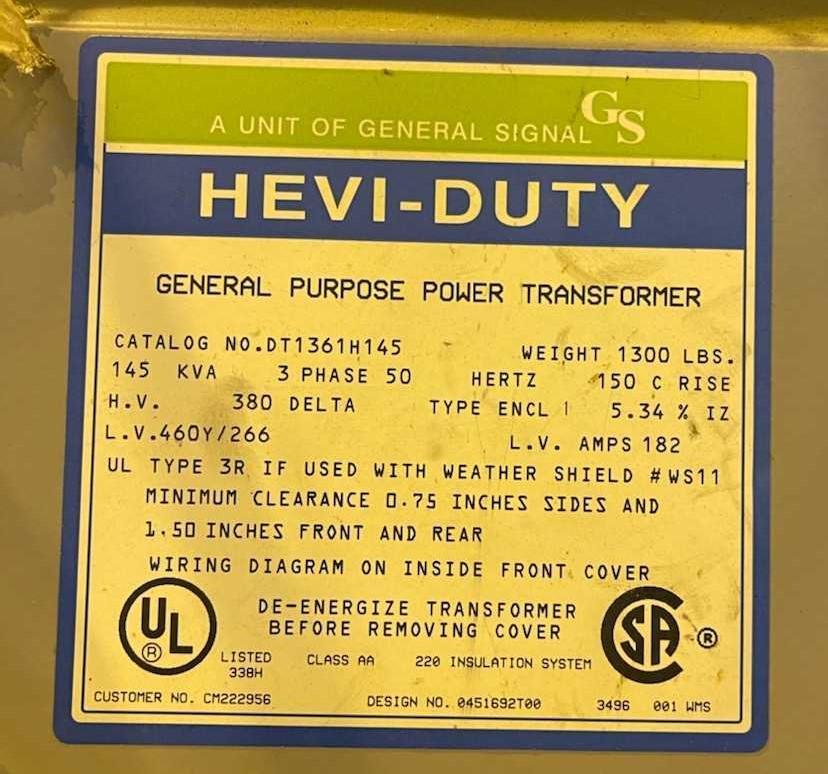 A UNIT OF GENERAL SIGNAL GS
HEVI-DUTY
GENERAL PURPOSE POWER TRANSFORMER
CATALOG NO.DT1361H145 WEIGHT 1300 LBS.
145 KVA 3 PHASE 50 HERTZ 150 C RISE
H.V. 380 DELTA TYPE ENCL 1 5.34 % IZ
L.V.460Y/266 L.V. AMPS 182
UL TYPE 3R IF USED WITH WEATHER SHIELD #WS11
MINIMUM CLEARANCE 0.75 INCHES SIDES AND
1.50 INCHES FRONT AND REAR
WIRING DIAGRAM ON INSIDE FRONT COVER
UL ® DE-ENERGIZE TRANSFORMER SA ®
BEFORE REMOVING COVER
LISTED CLASS AA 220 INSULATION SYSTEM
338H
CUSTOMER NO. CM222956 DESIGN NO. 0451692T00 3496 001 WMS